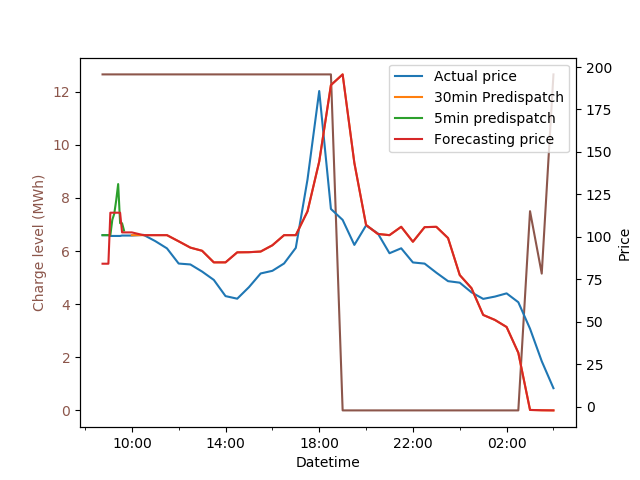 Actual price
30min Predispatch
5min predispatch
Forecasting price
12
10
8
6
4
2
0
Charge level (MWh)
200
175
150
125
100
75
50
25
0
Price
10:00 14:00 18:00 22:00 02:00
Datetime